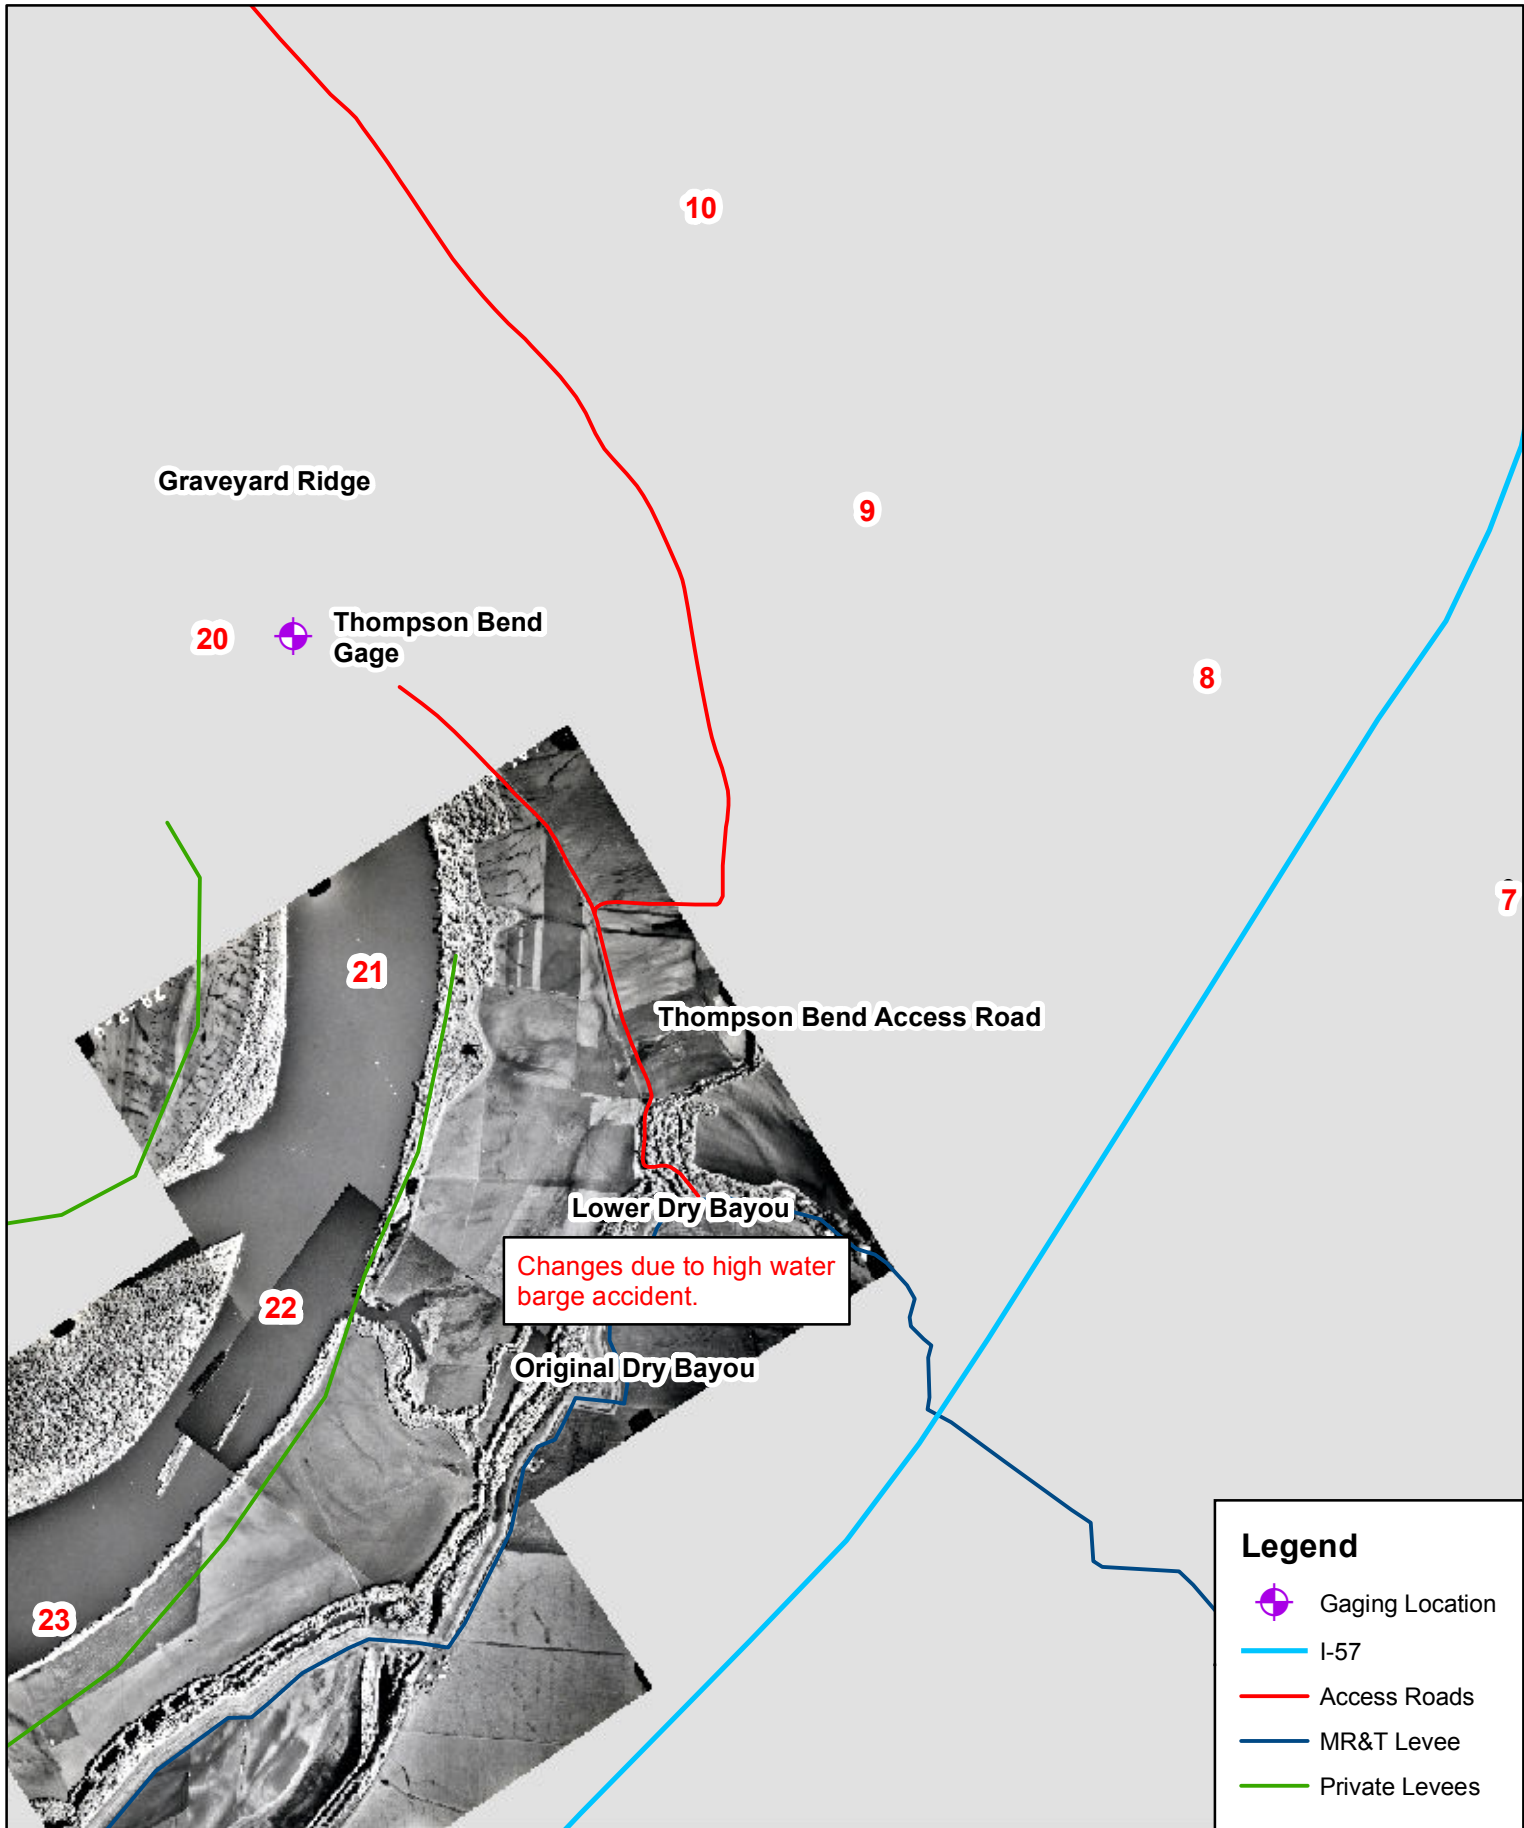 10
Graveyard Ridge
9
Thompson Bend
Gage
20
8
7
21
Thompson Bend Access Road
Lower Dry Bayou
Changes due to high water
barge accident.
22
Original Dry Bayou
23
Legend
Gaging Location
I-57
Access Roads
MR&T Levee
Private Levees